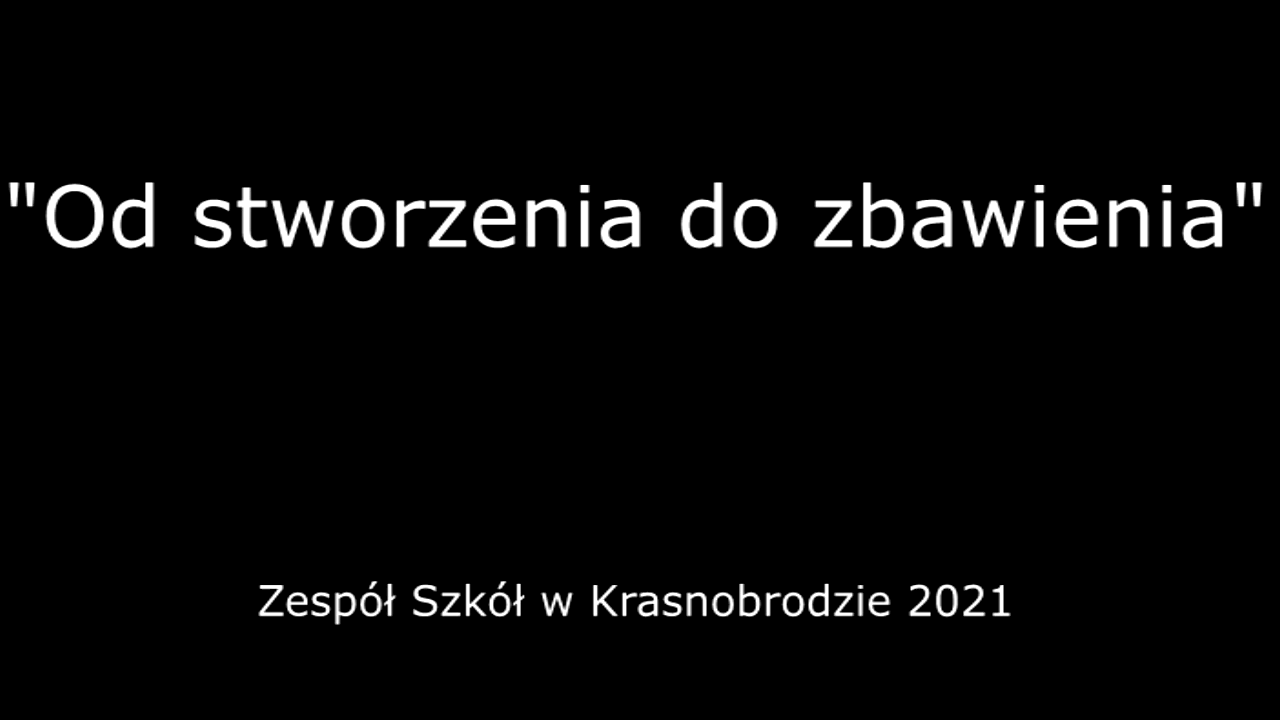 "Od stworzenia do zbawienia"
Zespół Szkół w Krasnobrodzie 2021